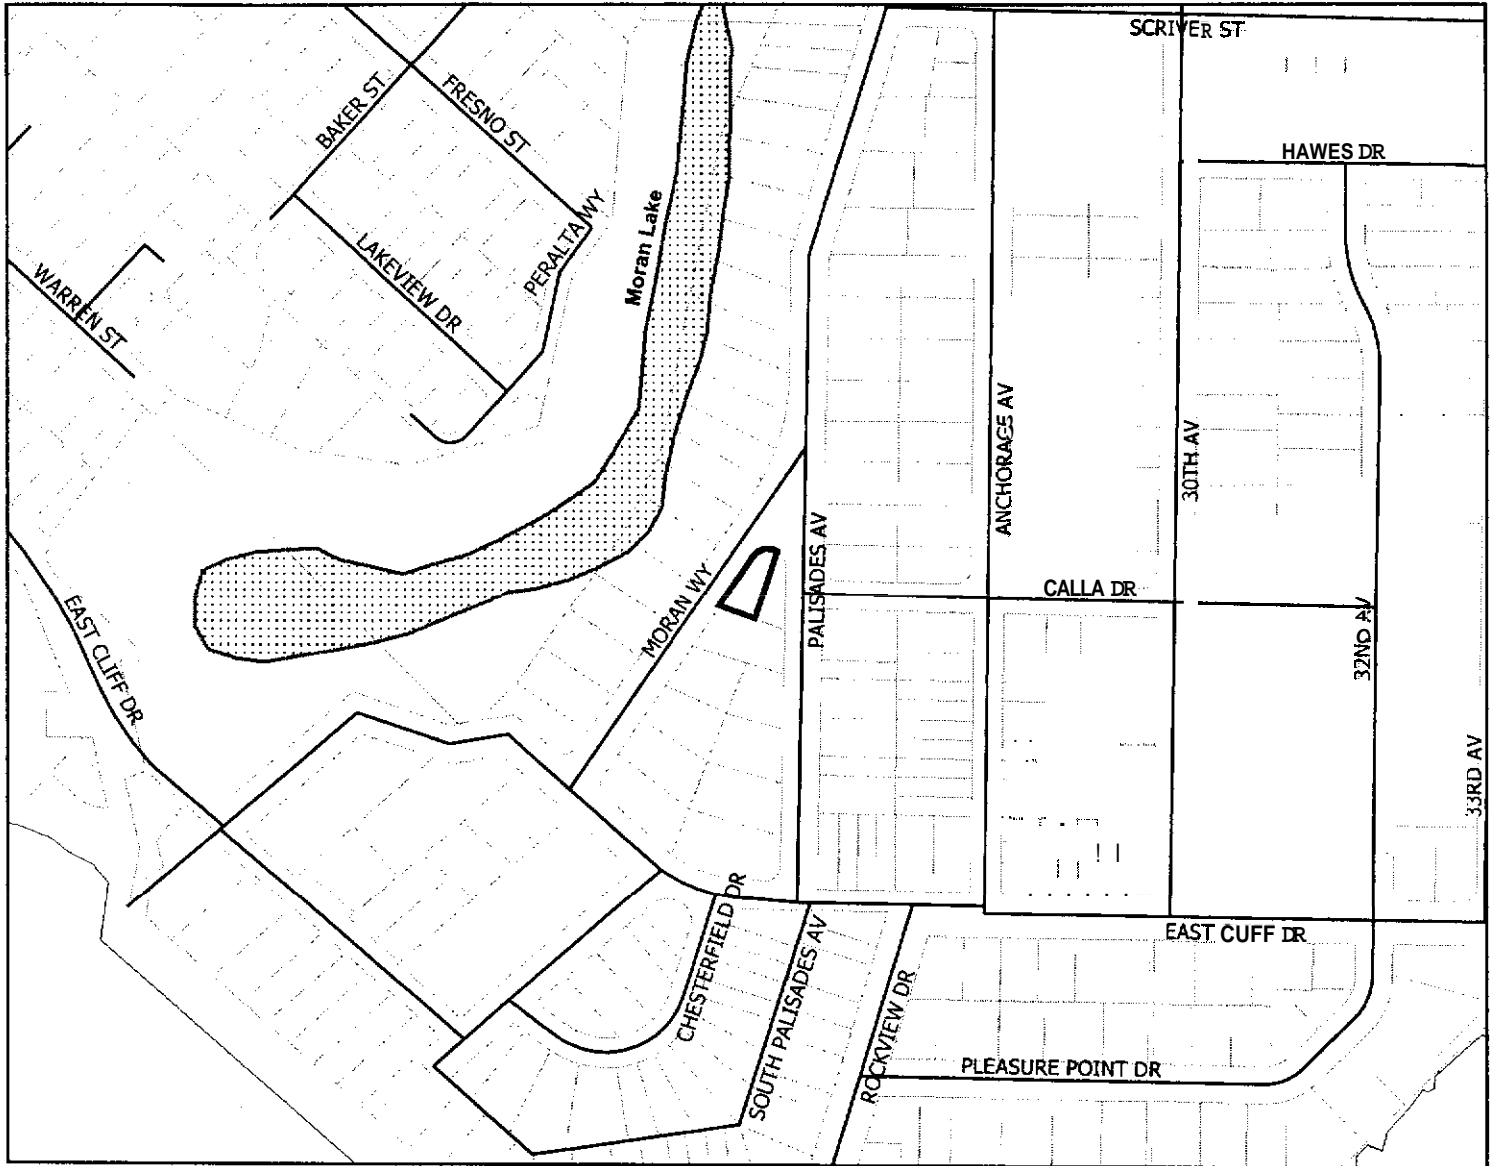 SCRIVER ST
BAKER ST
FRESNO ST
HAWES DR
PERALTA WY
Moran Lake
LAKEVIEW DR
WARREN ST
ANCHORAGE AV
30TH AV
PALISADES AV
MORAN WY
CALLA DR
EAST CLIFF DR
32ND AV
33RD AV
CHESTERFIELD DR
SOUTH PALISADES AV
EAST CUFF DR
ROCKVIEW DR
PLEASURE POINT DR